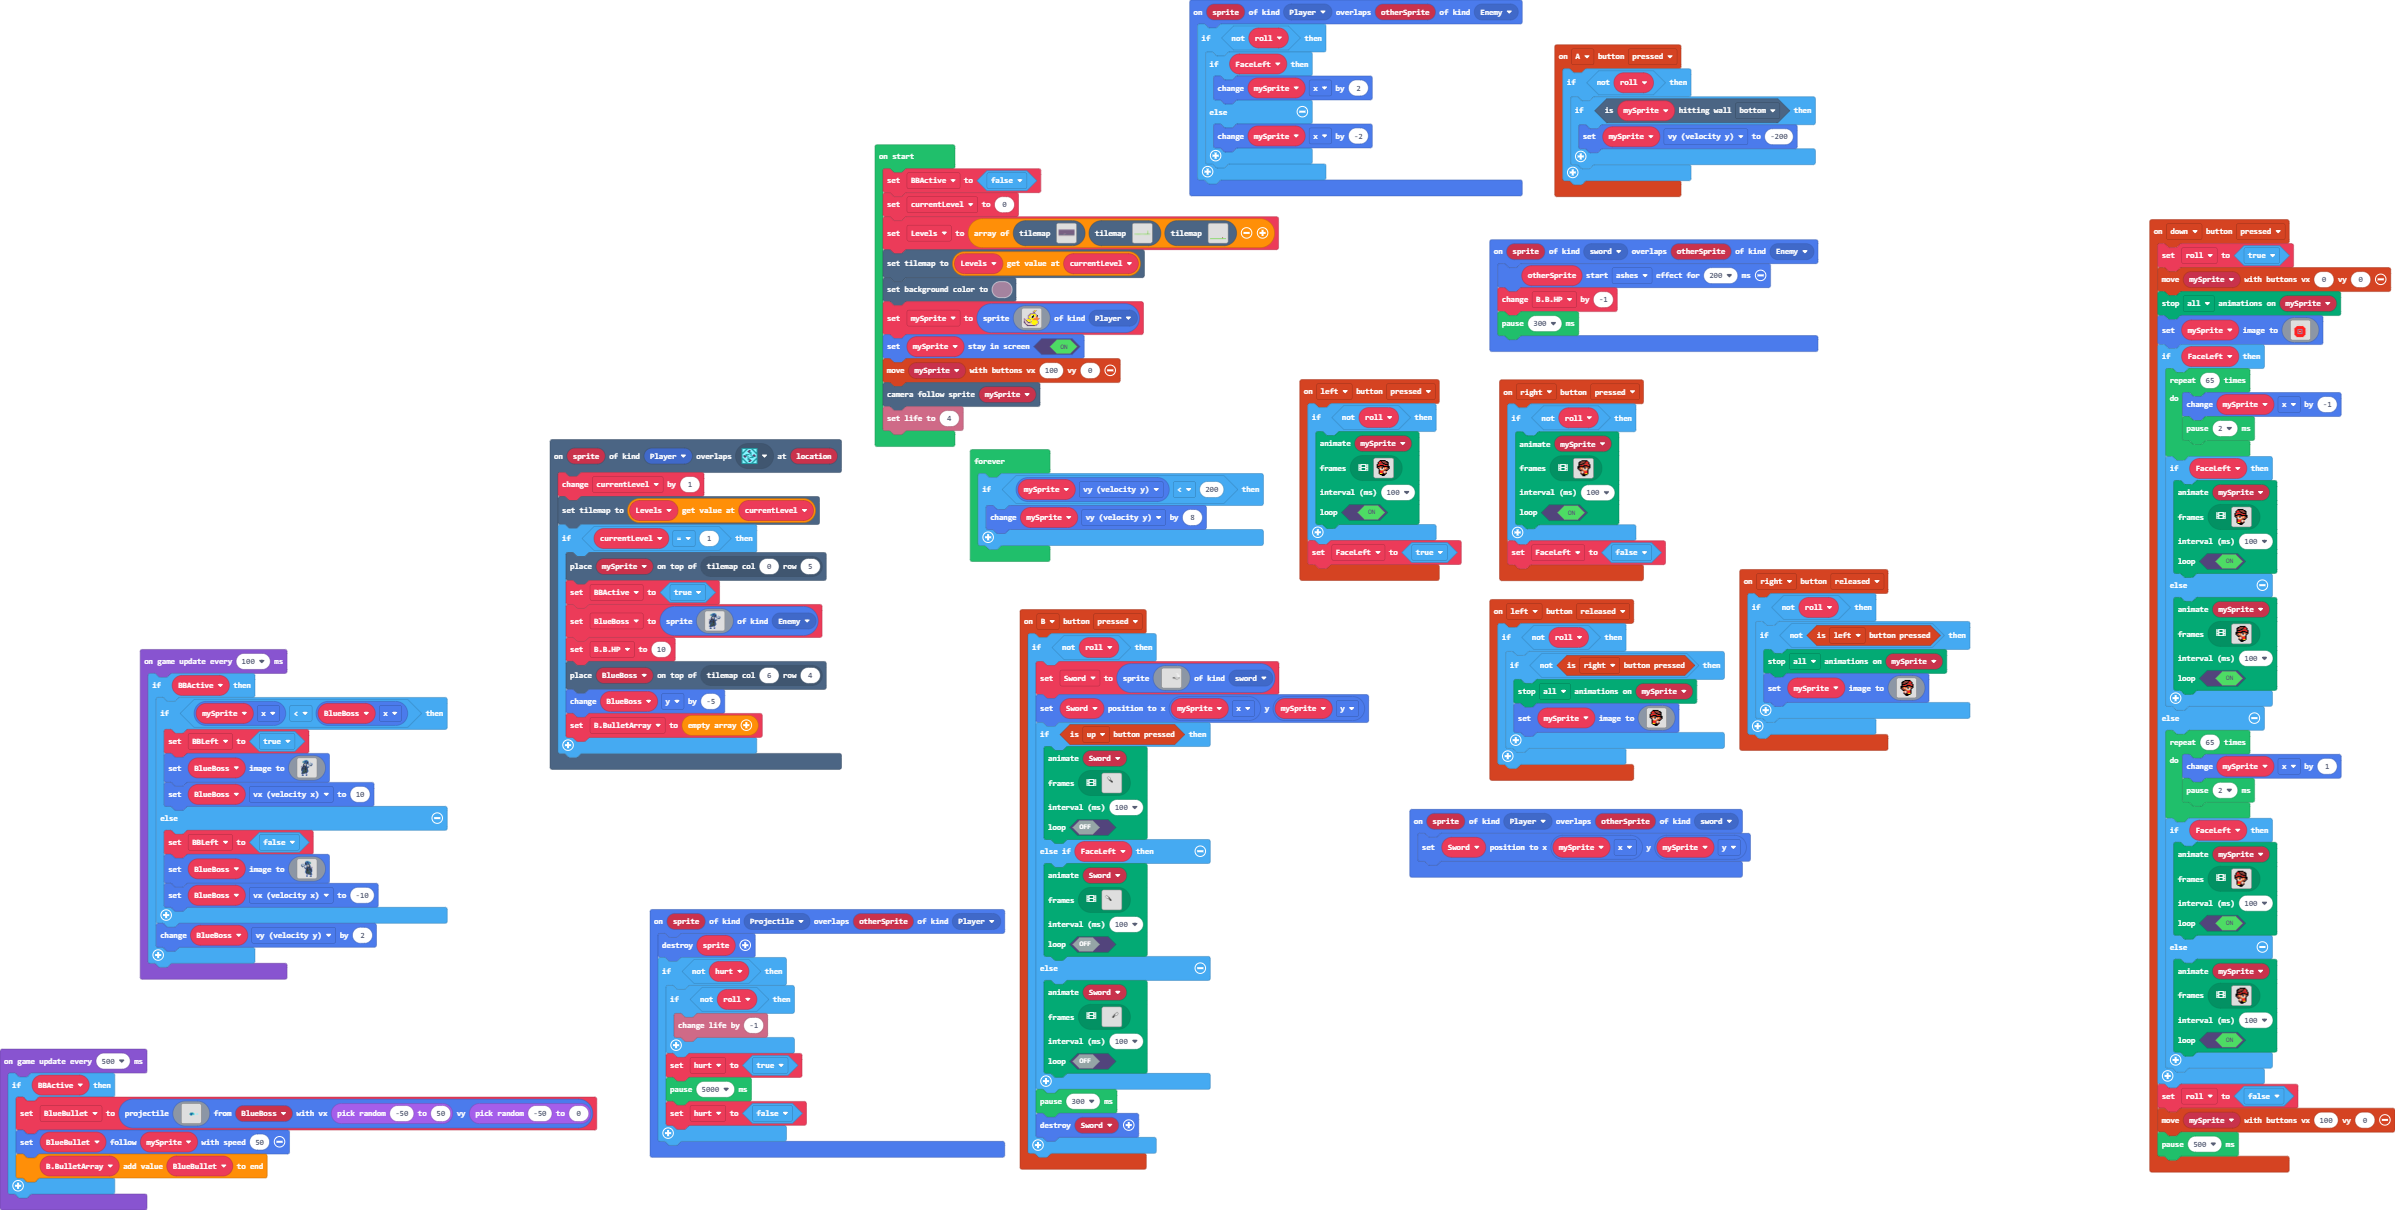 on sprite of kind Player overlaps otherSprite of kind Enemy
if not roll then
if FaceLeft then
change mySprite x by 2
else
change mySprite x by -2
on A button pressed
if not roll then
if is mySprite hitting wall bottom then
set mySprite vy (velocity y) to -200
on start
set BBActive to false
set currentLevel to 0
set Levels to array of tilemap tilemap tilemap
set tilemap to Levels get value at currentLevel
set background color to
set mySprite to sprite of kind Player
set mySprite stay in screen ON
move mySprite with buttons vx 100 vy 0
camera follow sprite mySprite
set life to 4
on sprite of kind sword overlaps otherSprite of kind Enemy
otherSprite start ashes effect for 200 ms
change B.B.HP by -1
pause 300 ms
on down button pressed
set roll to true
move mySprite with buttons vx 0 vy 0
stop all animations on mySprite
set mySprite image to
if FaceLeft then
repeat 65 times
do change mySprite x by -1
pause 2 ms
if FaceLeft then
animate mySprite
frames
interval (ms) 100
loop ON
else
animate mySprite
frames
interval (ms) 100
loop ON
else
repeat 65 times
do change mySprite x by 1
pause 2 ms
if FaceLeft then
animate mySprite
frames
interval (ms) 100
loop ON
else
animate mySprite
frames
interval (ms) 100
loop ON
set roll to false
move mySprite with buttons vx 100 vy 0
pause 500 ms
on left button pressed
if not roll then
animate mySprite
frames
interval (ms) 100
loop ON
set FaceLeft to true
on right button pressed
if not roll then
animate mySprite
frames
interval (ms) 100
loop ON
set FaceLeft to false
on sprite of kind Player overlaps at location
change currentLevel by 1
set tilemap to Levels get value at currentLevel
if currentLevel = 1 then
place mySprite on top of tilemap col 0 row 5
set BBActive to true
set BlueBoss to sprite of kind Enemy
set B.B.HP to 10
place BlueBoss on top of tilemap col 6 row 4
change BlueBoss y by -5
set B.BulletArray to empty array
forever
if mySprite vy (velocity y) < 200 then
change mySprite vy (velocity y) by 8
on right button released
if not roll then
if not is left button pressed then
stop all animations on mySprite
set mySprite image to
on left button released
if not roll then
if not is right button pressed then
stop all animations on mySprite
set mySprite image to
on B button pressed
if not roll then
set Sword to sprite of kind sword
set Sword position to x mySprite x y mySprite y
if is up button pressed then
animate Sword
frames
interval (ms) 100
loop OFF
else if FaceLeft then
animate Sword
frames
interval (ms) 100
loop OFF
else
animate Sword
frames
interval (ms) 100
loop OFF
pause 300 ms
destroy Sword
on game update every 100 ms
if BBActive then
if mySprite x < BlueBoss x then
set BBLeft to true
set BlueBoss image to
set BlueBoss vx (velocity x) to 10
else
set BBLeft to false
set BlueBoss image to
set BlueBoss vx (velocity x) to -10
change BlueBoss vy (velocity y) by 2
on sprite of kind Player overlaps otherSprite of kind sword
set Sword position to x mySprite x y mySprite y
on sprite of kind Projectile overlaps otherSprite of kind Player
destroy sprite
if not hurt then
if not roll then
change life by -1
set hurt to true
pause 5000 ms
set hurt to false
on game update every 500 ms
if BBActive then
set BlueBullet to projectile from BlueBoss with vx pick random -50 to 50 vy pick random -50 to 0
set BlueBullet follow mySprite with speed 50
B.BulletArray add value BlueBullet to end